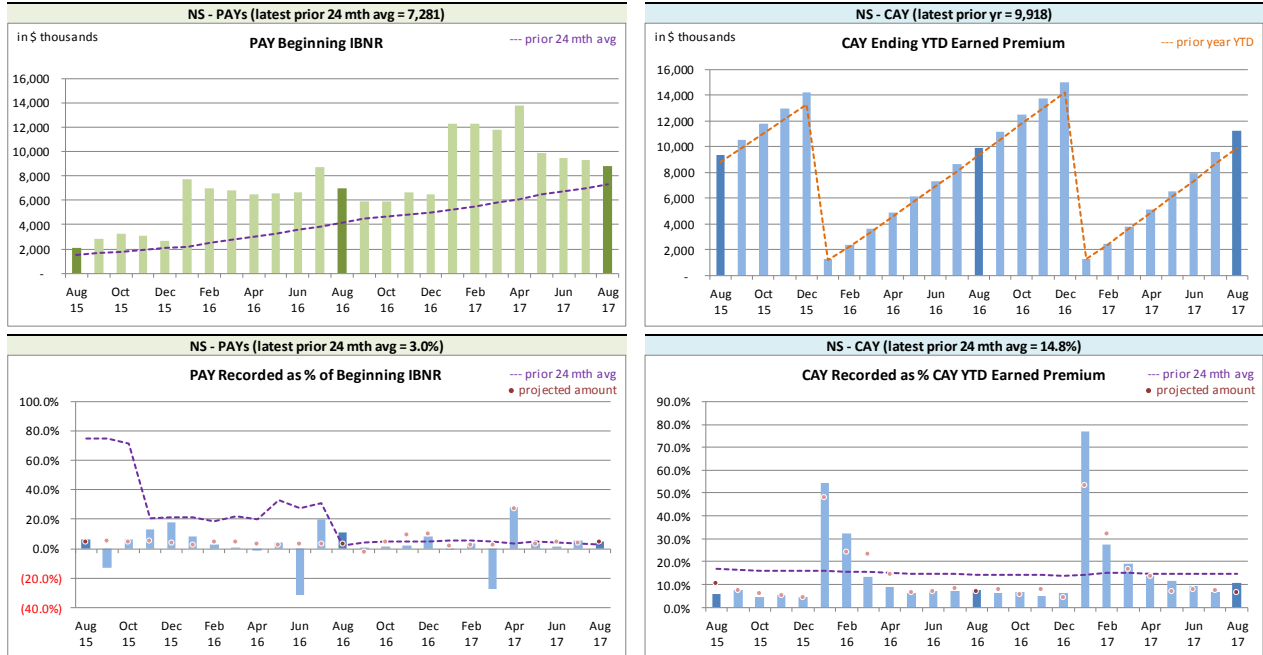 NS - PAYs (latest prior 24 mth avg = 7,281)
in $ thousands
PAY Beginning IBNR
--- prior 24 mth avg
16,000
14,000
12,000
10,000
8,000
6,000
4,000
2,000
-
Aug Oct Dec Feb Apr Jun Aug Oct Dec Feb Apr Jun Aug
15 15 15 16 16 16 16 16 16 17 17 17 17
NS - CAY (latest prior yr = 9,918)
in $ thousands
CAY Ending YTD Earned Premium
--- prior year YTD
16,000
14,000
12,000
10,000
8,000
6,000
4,000
2,000
-
Aug Oct Dec Feb Apr Jun Aug Oct Dec Feb Apr Jun Aug
15 15 15 16 16 16 16 16 16 17 17 17 17
NS - PAYs (latest prior 24 mth avg = 3.0%)
PAY Recorded as % of Beginning IBNR
--- prior 24 mth avg
• projected amount
100.0%
80.0%
60.0%
40.0%
20.0%
0.0%
(20.0%)
(40.0%)
Aug Oct Dec Feb Apr Jun Aug Oct Dec Feb Apr Jun Aug
15 15 15 16 16 16 16 16 16 17 17 17 17
NS - CAY (latest prior 24 mth avg = 14.8%)
CAY Recorded as % CAY YTD Earned Premium
--- prior 24 mth avg
• projected amount
90.0%
80.0%
70.0%
60.0%
50.0%
40.0%
30.0%
20.0%
10.0%
0.0%
Aug Oct Dec Feb Apr Jun Aug Oct Dec Feb Apr Jun Aug
15 15 15 16 16 16 16 16 16 17 17 17 17